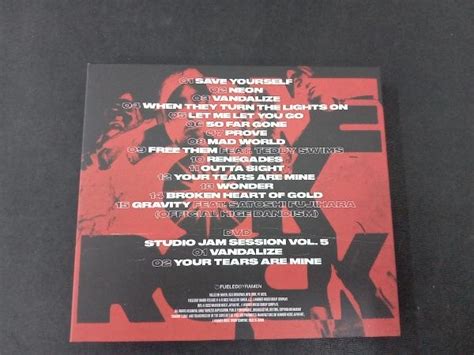 01 SAVE YOURSELF
02 NEON
03 VANDALIZE
04 WHEN THEY TURN THE LIGHTS ON
05 LET ME LET YOU GO
06 SO FAR GONE
07 PROVE
08 MAD WORLD
09 FREE THEM FEAT. TEDDY SWIMS
10 RENEGADES
11 OUTTA SIGHT
12 YOUR TEARS ARE MINE
13 WONDER
14 BROKEN HEART OF GOLD
15 GRAVITY FEAT. SATOSHI FUJIHARA
(OFFICIAL HIGE DANDISM)
DVD
STUDIO JAM SESSION VOL. 5
01 VANDALIZE
02 YOUR TEARS ARE MINE
FUELED BY RAMEN